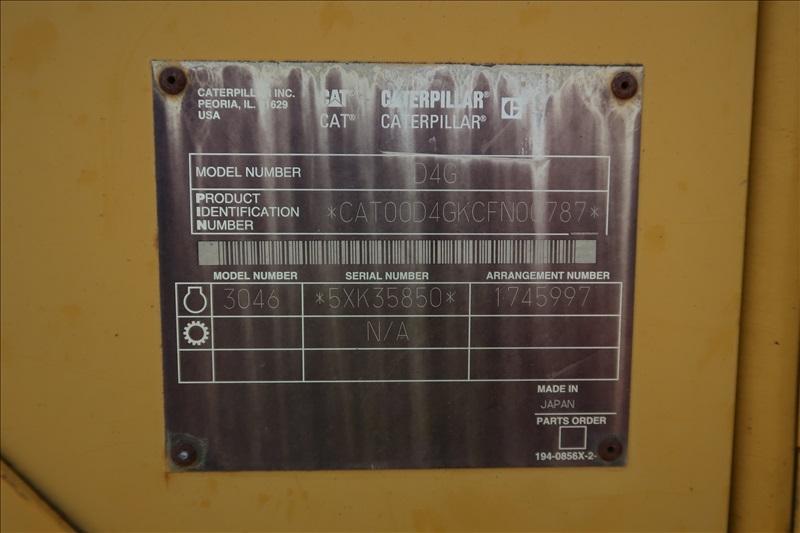 CATERPILLAR INC.
PEORIA, IL. 61629
USA
CAT® CATERPILLAR®
CAT® CATERPILLAR®
MODEL NUMBER D4G
PRODUCT
IDENTIFICATION
NUMBER *CAT00D4GKCFN00787*
MODEL NUMBER SERIAL NUMBER ARRANGEMENT NUMBER
3046 *5XK35850* 1745997
N/A
MADE IN
JAPAN
PARTS ORDER
194-0856X-2-